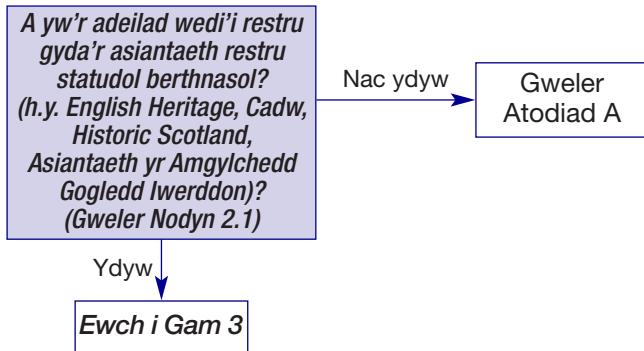 A yw'r adeilad wedi'i restru
gyda'r asiantaeth restru
statudol berthnasol?
(h.y. English Heritage, Cadw,
Historic Scotland,
Asiantaeth yr Amgylchedd
Gogledd Iwerddon)?
(Gweler Nodyn 2.1)
Nac ydyw
Gweler
Atodiad A
Ydyw
Ewch i Gam 3